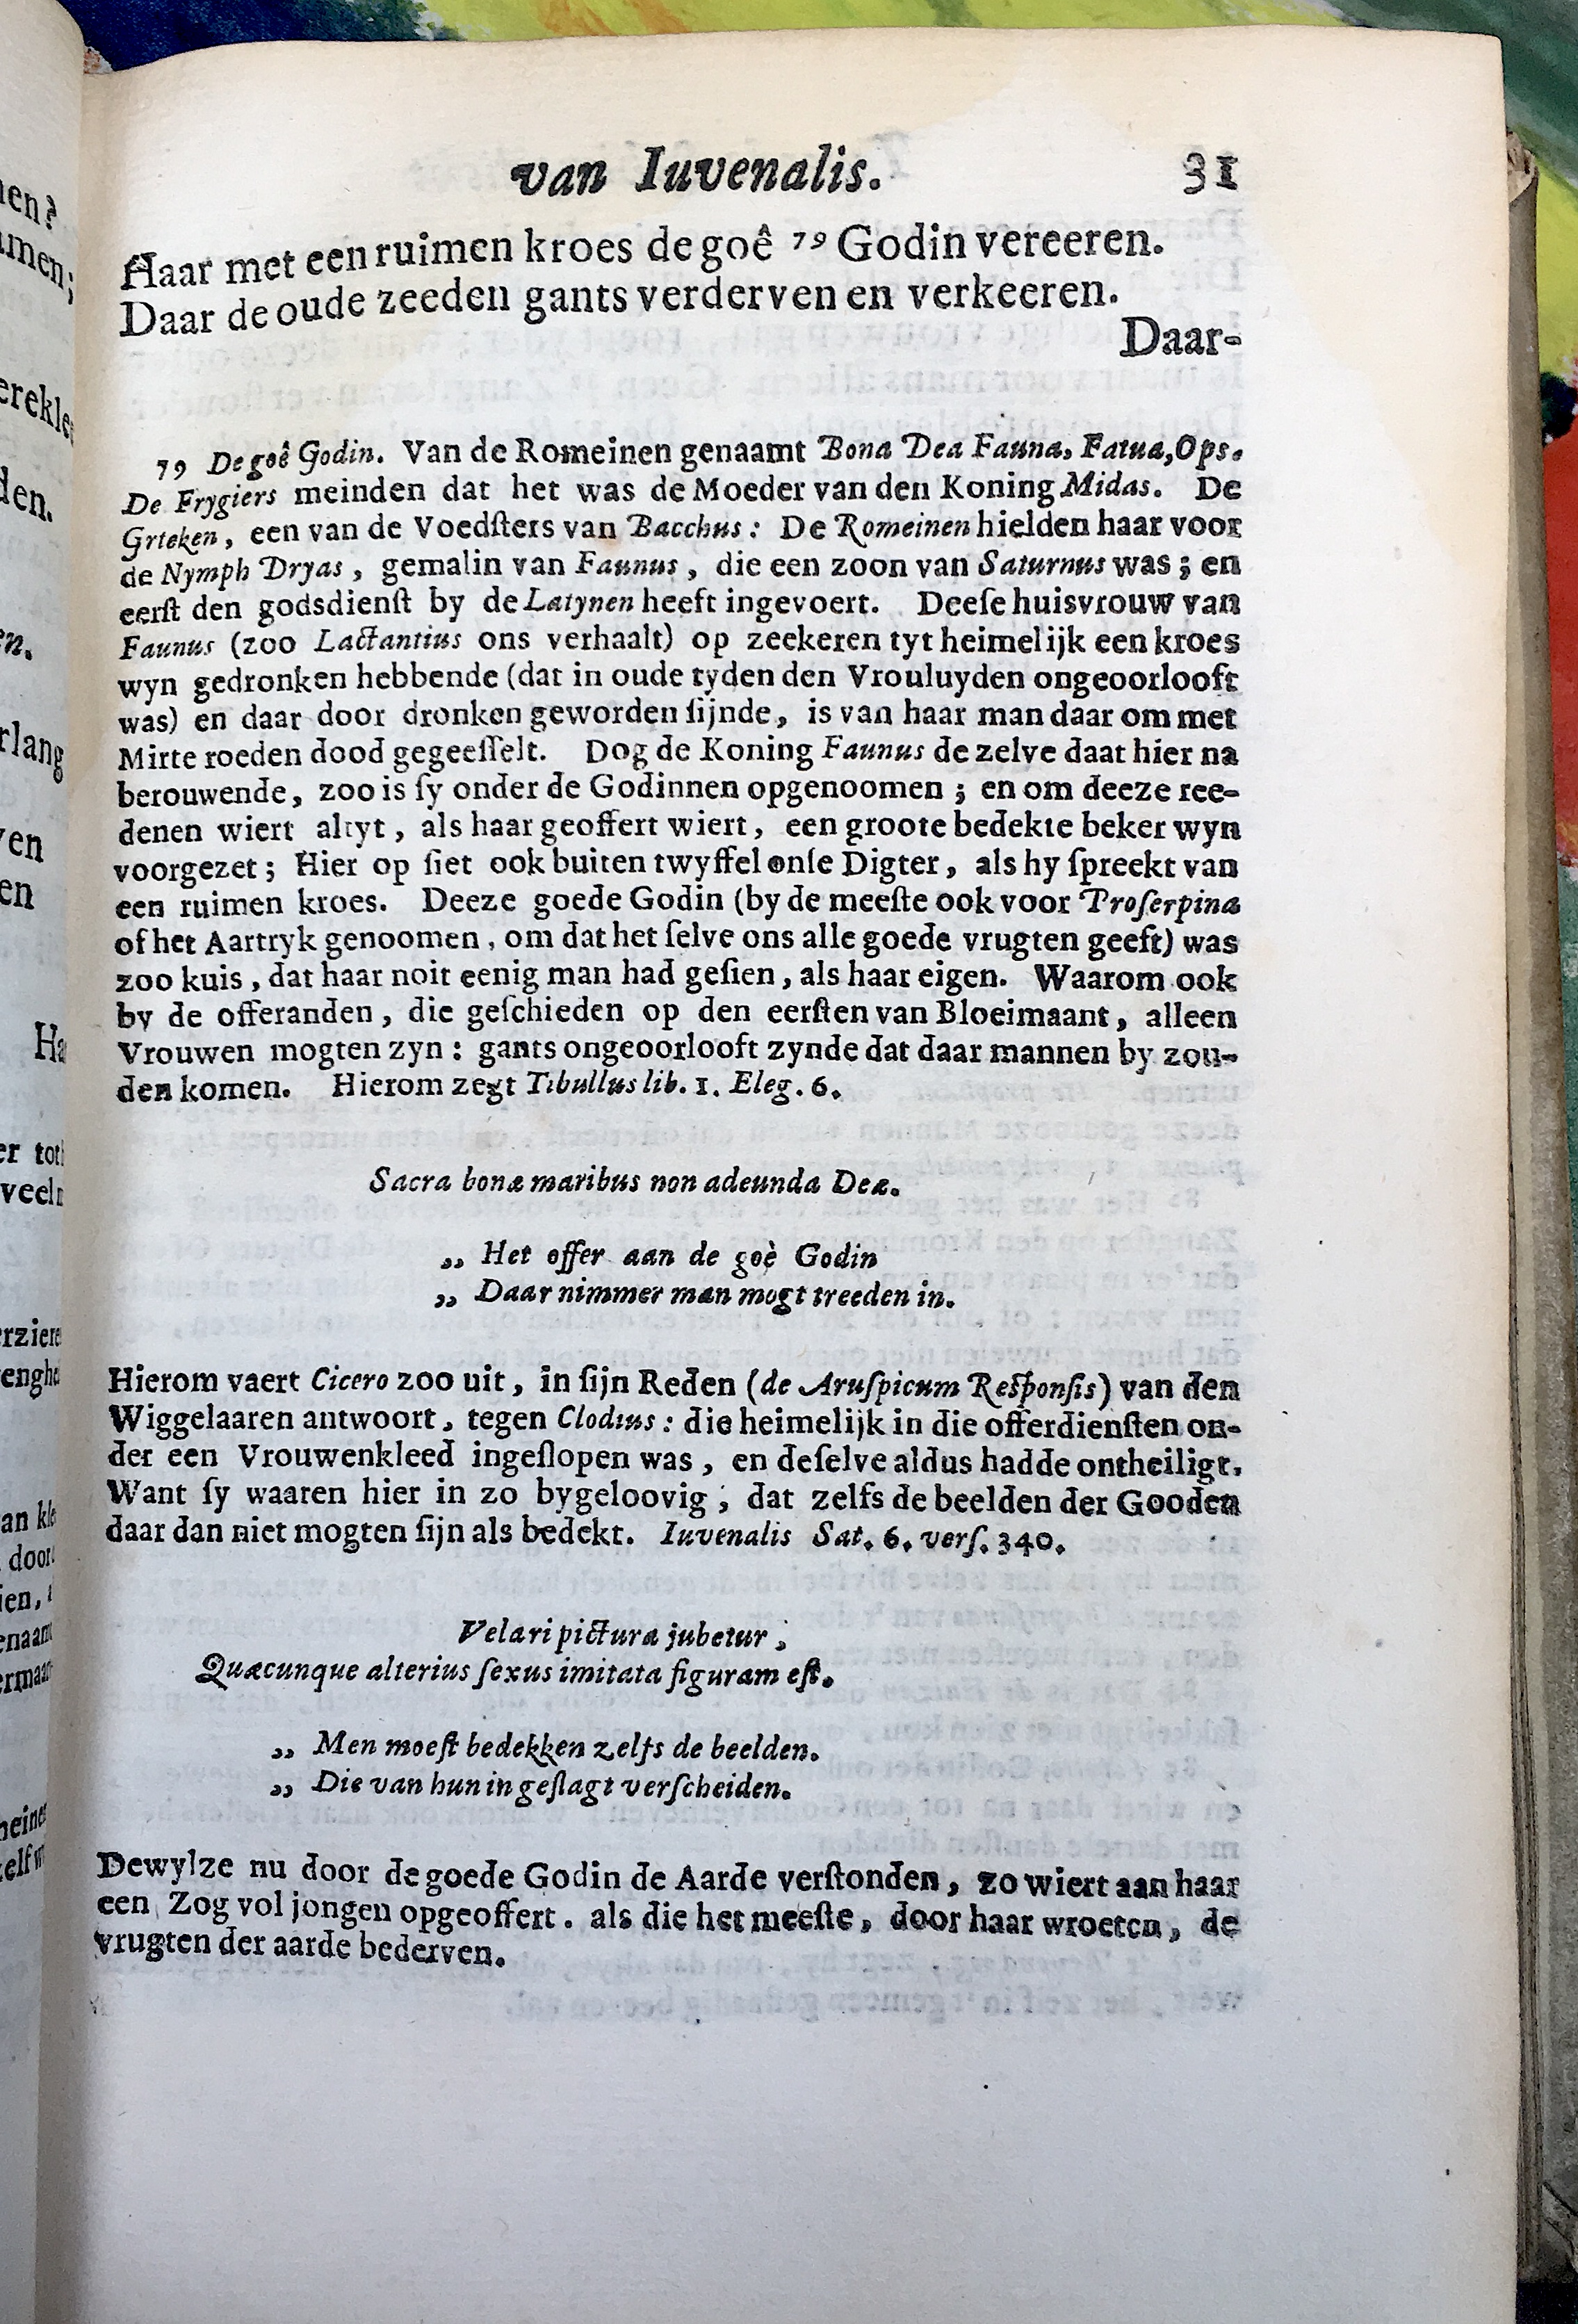 van Iuvenalis. 31
Haar met een ruimen kroes de goê 79 Godin vereeren.
Daar de oude zeeden gants verderven en verkeeren.
Daar-
79 De goê Godin. Van de Romeinen genaamt Bona Dea Fauna, Fatua, Ops.
De Frygiers meinden dat het was de Moeder van den Koning Midas. De
Grieken, een van de Voedſters van Bacchus: De Romeinen hielden haar voor
de Nymph Dryas, gemalin van Faunus, die een zoon van Saturnus was; en
eerſt den godsdienſt by de Latynen heeft ingevoert. Deeſe huisvrouw van
Faunus (zoo Lactantius ons verhaalt) op zeekeren tyt heimelijk een kroes
wyn gedronken hebbende (dat in oude tyden den Vrouluyden ongeoorlooft
was) en daar door dronken geworden ſijnde, is van haar man daar om met
Mirte roeden dood gegeeſſelt. Dog de Koning Faunus de zelve daat hier na
berouwende, zoo is ſy onder de Godinnen opgenoomen; en om deeze ree-
denen wiert altyt, als haar geoffert wiert, een groote bedekte beker wyn
voorgezet; Hier op ſiet ook buiten twyffel onſe Digter, als hy ſpreekt van
een ruimen kroes. Deeze goede Godin (by de meeſte ook voor Proſerpina
of het Aartryk genoomen, om dat het ſelve ons alle goede vrugten geeft) was
zoo kuis, dat haar noit eenig man had geſien, als haar eigen. Waarom ook
by de offeranden, die geſchieden op den eerſten van Bloeimaant, alleen
Vrouwen mogten zyn: gants ongeoorlooft zynde dat daar mannen by zou-
den komen. Hierom zegt Tibullus lib. 1. Eleg. 6.
Sacra bonæ maribus non adeunda Deæ.
„ Het offer aan de goè Godin
„ Daar nimmer man mogt treeden in.
Hierom vaert Cicero zoo uit, in ſijn Reden (de Aruſpicum Reſponſis) van den
Wiggelaaren antwoort, tegen Clodius: die heimelijk in die offerdienſten on-
der een Vrouwenkleed ingeſlopen was, en deſelve aldus hadde ontheiligt.
Want ſy waaren hier in zo bygeloovig; dat zelfs de beelden der Gooden
daar dan niet mogten ſijn als bedekt. Iuvenalis Sat. 6. verſ. 340.
Velari pictura jubetur;
Quæcunque alterius ſexus imitata figuram eſt.
„ Men moeſt bedekken zelfs de beelden.
„ Die van hun in geſlagt verſcheiden.
Dewylze nu door de goede Godin de Aarde verſtonden, zo wiert aan haar
een Zog vol jongen opgeoffert. als die het meeſte, door haar wroeten, de
vrugten der aarde bederven.